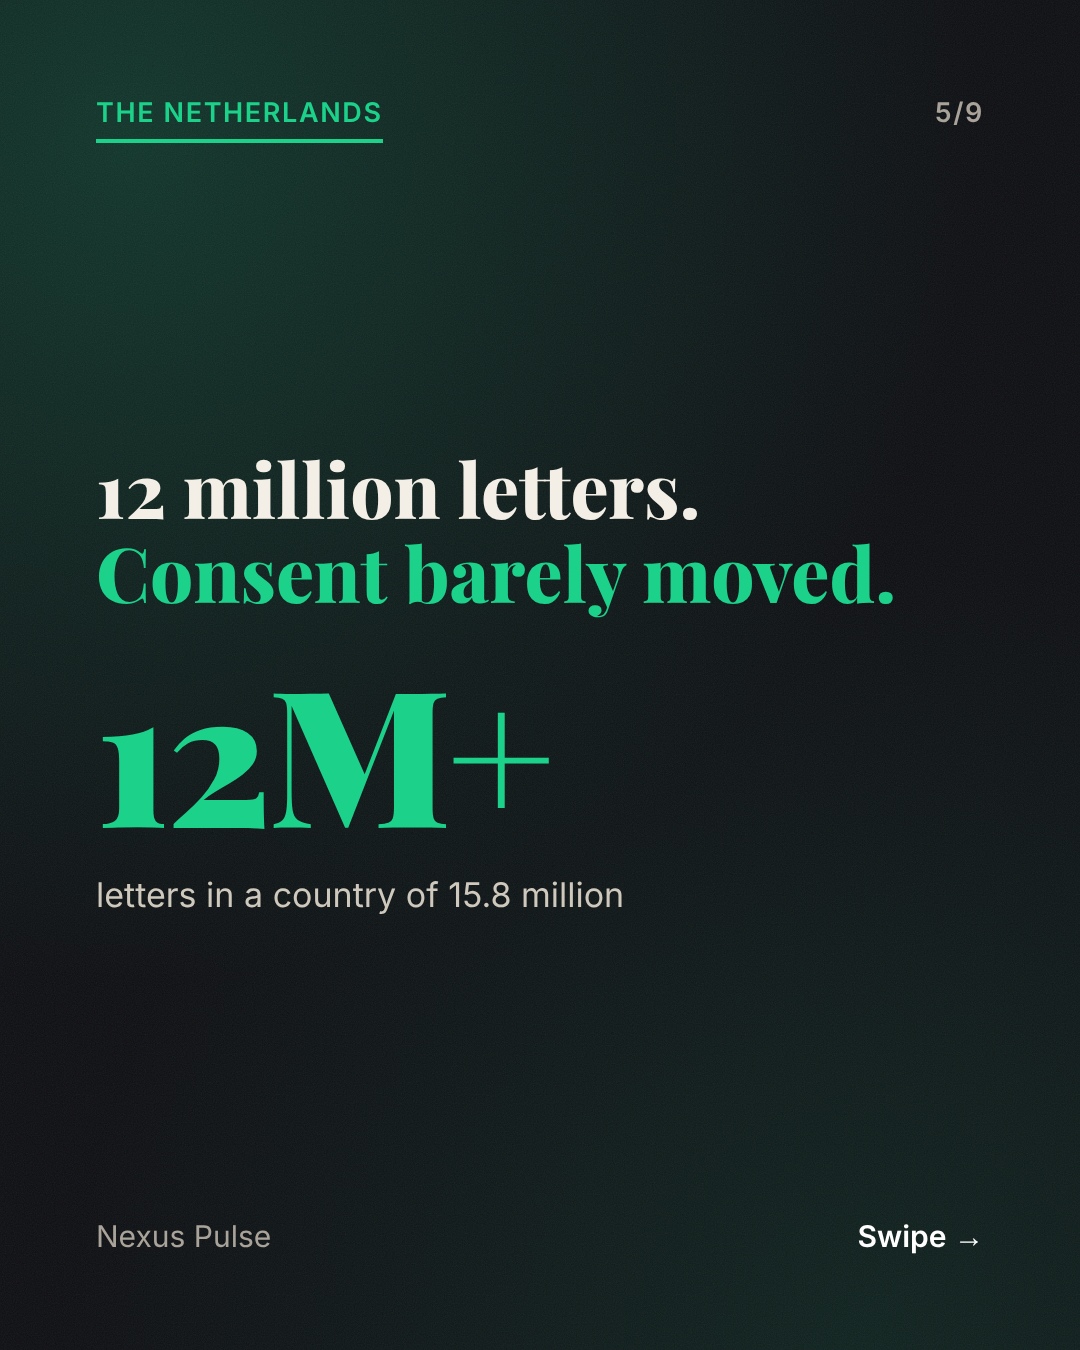 THE NETHERLANDS
5/9
12 million letters.
Consent barely moved.
12M+
letters in a country of 15.8 million
Nexus Pulse
Swipe →